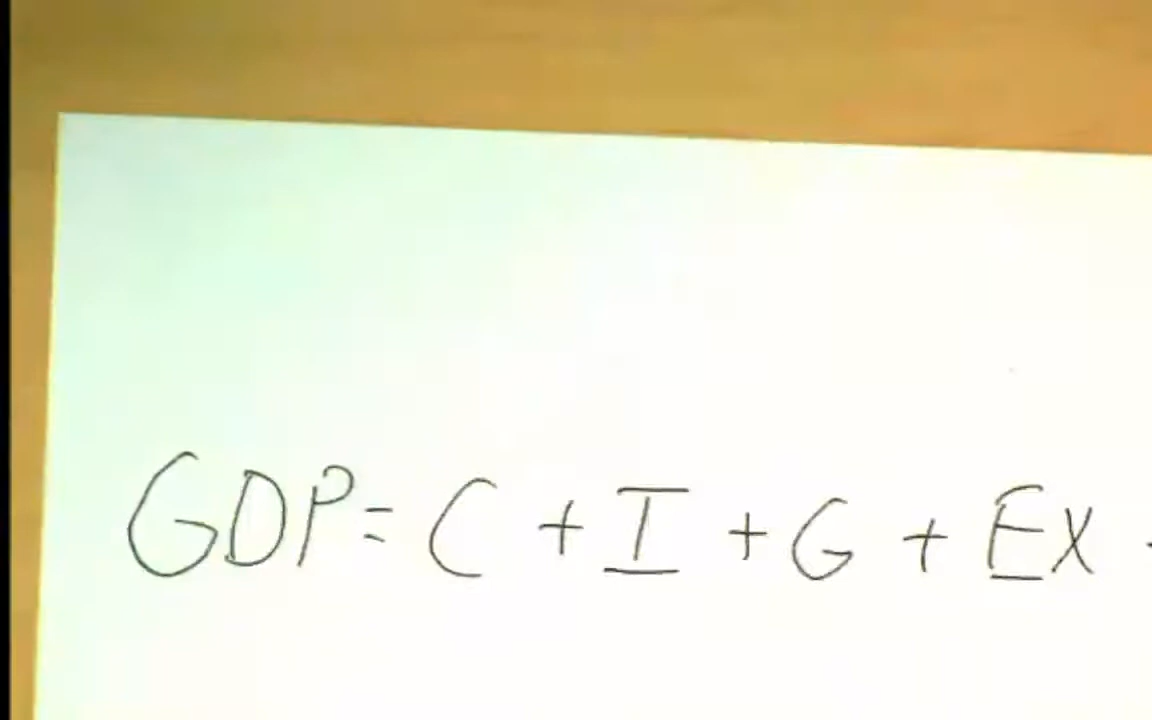 GDP = C + I + G + EX